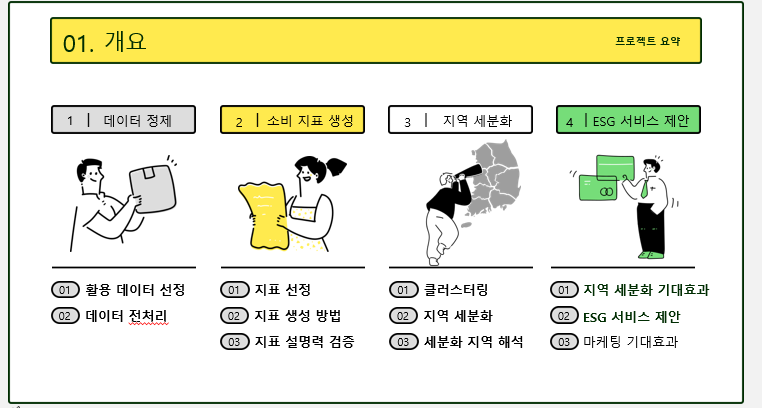 01. 개요
프로젝트 요약
1 | 데이터 정제
2 | 소비 지표 생성
3 | 지역 세분화
4 | ESG 서비스 제안
01 활용 데이터 선정
02 데이터 전처리
01 지표 선정
02 지표 생성 방법
03 지표 설명력 검증
01 클러스터링
02 지역 세분화
03 세분화 지역 해석
01 지역 세분화 기대효과
02 ESG 서비스 제안
03 마케팅 기대효과